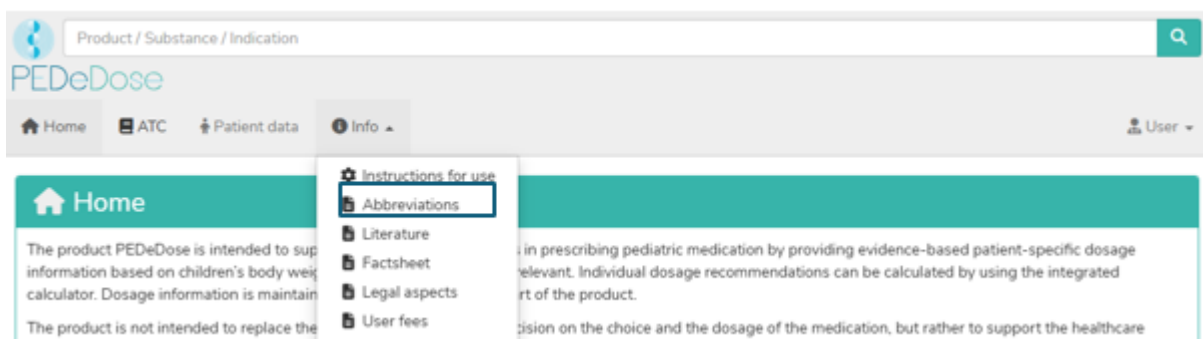 Product / Substance / Indication
PEDeDose
Home ATC Patient data Info User
Instructions for use
Home
Abbreviations
Literature
The product PEDeDose is intended to sup in prescribing pediatric medication by providing evidence-based patient-specific dosage
Factsheet
information based on children's body weig relevant. Individual dosage recommendations can be calculated by using the integrated
Legal aspects
calculator. Dosage information is maintain rt of the product.
User fees
The product is not intended to replace the cision on the choice and the dosage of the medication, but rather to support the healthcare